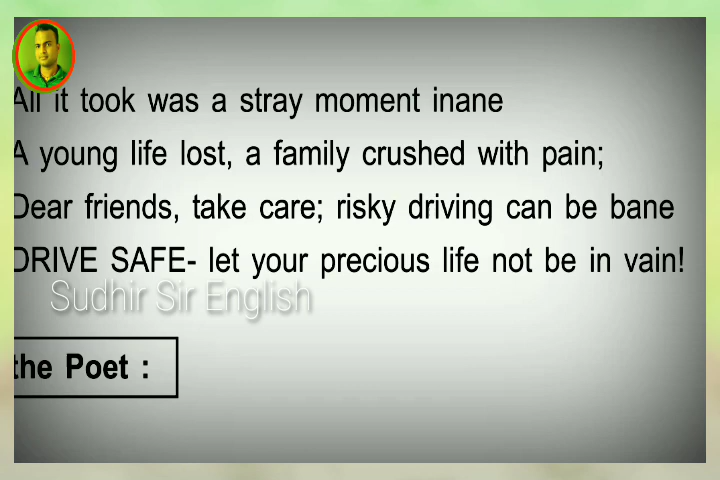 All it took was a stray moment inane
A young life lost, a family crushed with pain;
Dear friends, take care; risky driving can be bane
DRIVE SAFE- let your precious life not be in vain!
Sudhir Sir English
the Poet :